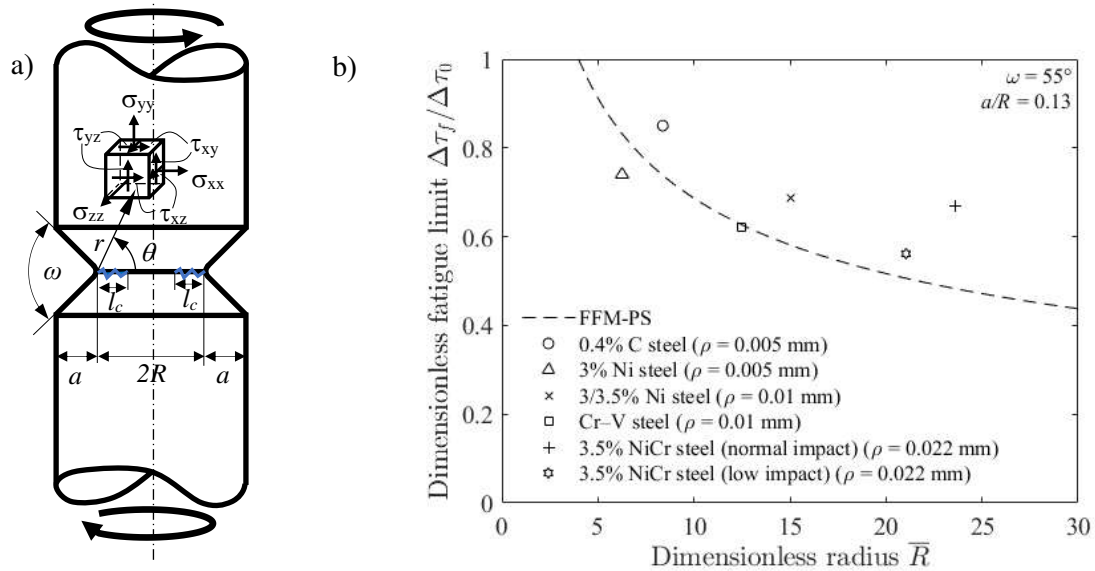 a)
σyy
τyz
τxy
σxx
σzz
τxz
r
θ
ω
lc
lc
a
2R
a
b)
Dimensionless fatigue limit Δτf/Δτ0
1
0.8
0.6
0.4
0.2
0
ω = 55°
a/R = 0.13
FFM-PS
0.4% C steel (ρ = 0.005 mm)
3% Ni steel (ρ = 0.005 mm)
3/3.5% Ni steel (ρ = 0.01 mm)
Cr–V steel (ρ = 0.01 mm)
3.5% NiCr steel (normal impact) (ρ = 0.022 mm)
3.5% NiCr steel (low impact) (ρ = 0.022 mm)
0 5 10 15 20 25 30
Dimensionless radius R̅